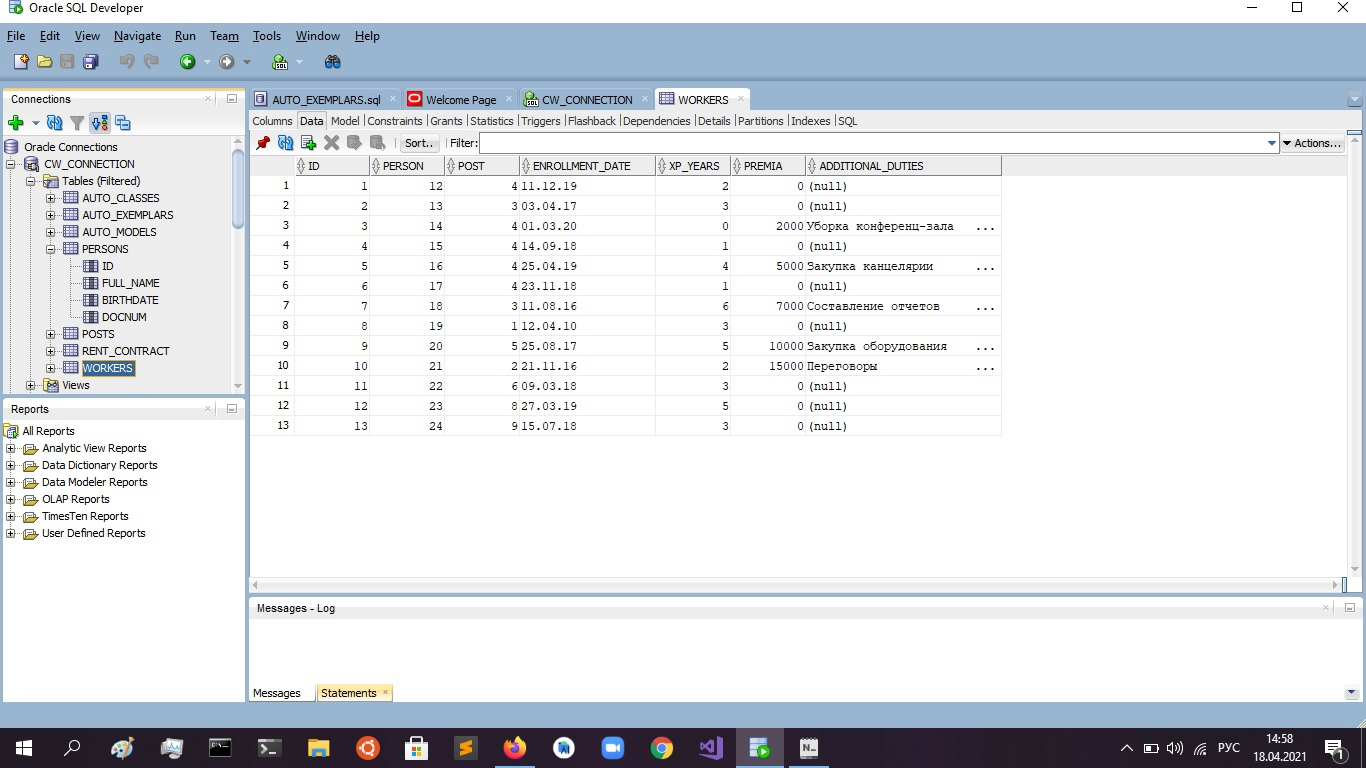 Oracle SQL Developer
File Edit View Navigate Run Team Tools Window Help
Connections
Oracle Connections
CW_CONNECTION
Tables (Filtered)
AUTO_CLASSES
AUTO_EXEMPLARS
AUTO_MODELS
PERSONS
ID
FULL_NAME
BIRTHDATE
DOCNUM
POSTS
RENT_CONTRACT
WORKERS
Views
Reports
All Reports
Analytic View Reports
Data Dictionary Reports
Data Modeler Reports
OLAP Reports
TimesTen Reports
User Defined Reports
AUTO_EXEMPLARS.sql Welcome Page CW_CONNECTION WORKERS
Columns Data Model Constraints Grants Statistics Triggers Flashback Dependencies Details Partitions Indexes SQL
Sort.. Filter: Actions...
ID PERSON POST ENROLLMENT_DATE XP_YEARS PREMIA ADDITIONAL_DUTIES
1 1 12 4 11.12.19 2 0 (null)
2 2 13 3 03.04.17 3 0 (null)
3 3 14 4 01.03.20 0 2000 Уборка конференц-зала ...
4 4 15 4 14.09.18 1 0 (null)
5 5 16 4 25.04.19 4 5000 Закупка канцелярии ...
6 6 17 4 23.11.18 1 0 (null)
7 7 18 3 11.08.16 6 7000 Составление отчетов ...
8 8 19 1 12.04.10 3 0 (null)
9 9 20 5 25.08.17 5 10000 Закупка оборудования ...
10 10 21 2 21.11.16 2 15000 Переговоры ...
11 11 22 6 09.03.18 3 0 (null)
12 12 23 8 27.03.19 5 0 (null)
13 13 24 9 15.07.18 3 0 (null)
Messages - Log
Messages Statements
РУС
14:58
18.04.2021
1